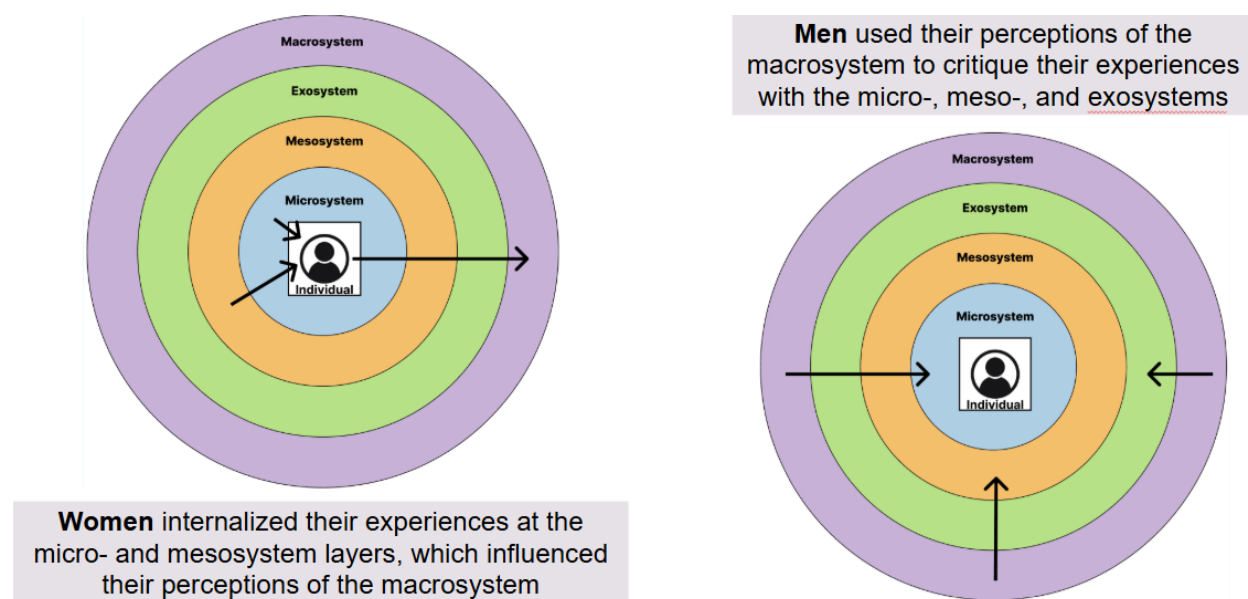 Macrosystem
Exosystem
Mesosystem
Microsystem
Individual
Women internalized their experiences at the
micro- and mesosystem layers, which influenced
their perceptions of the macrosystem
Men used their perceptions of the
macrosystem to critique their experiences
with the micro-, meso-, and exosystems
Macrosystem
Exosystem
Mesosystem
Microsystem
Individual